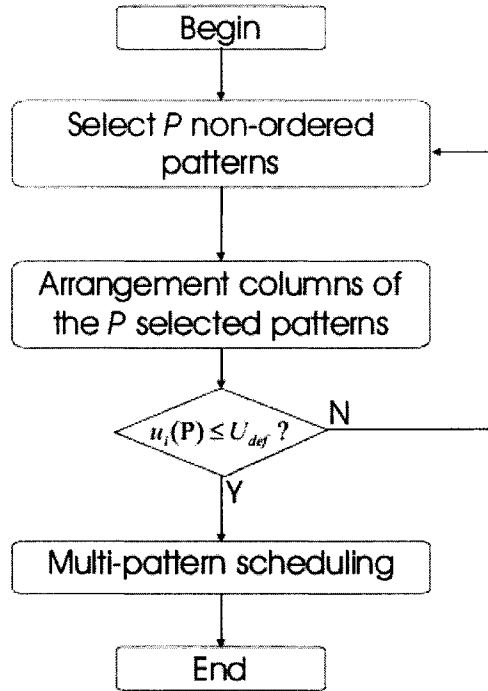 Begin
Select P non-ordered
patterns
Arrangement columns of
the P selected patterns
u_i(P) ≤ U_def ?
N
Y
Multi-pattern scheduling
End